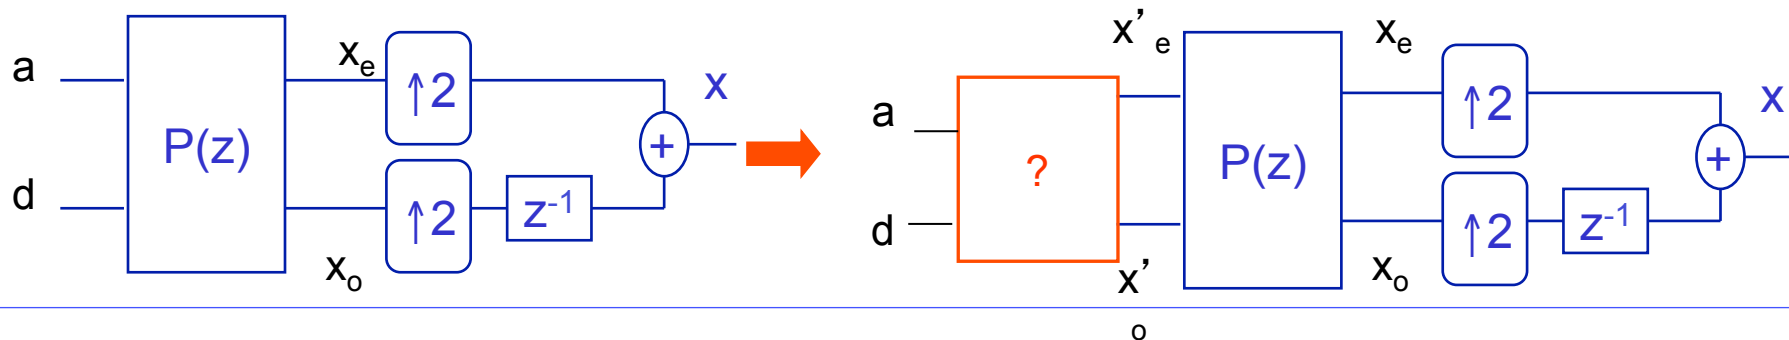 a
d
P(z)
xe
xo
↑2
↑2
z-1
+
x
a
d
?
x’e
x’o
P(z)
xe
xo
↑2
↑2
z-1
+
x